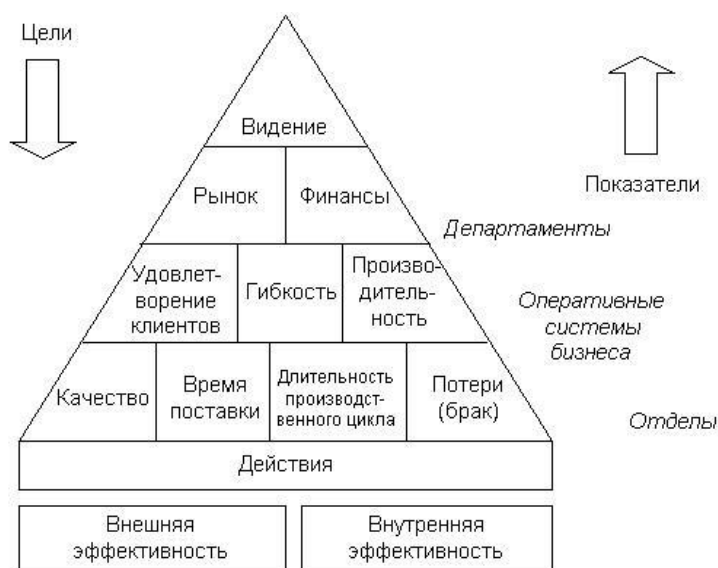 Цели
Видение
Показатели
Рынок
Финансы
Департаменты
Удовлет-
ворение
клиентов
Гибкость
Произво-
дитель-
ность
Оперативные
системы
бизнеса
Качество
Время
поставки
Длительность
производст-
венного цикла
Потери
(брак)
Отделы
Действия
Внешняя
эффективность
Внутренняя
эффективность